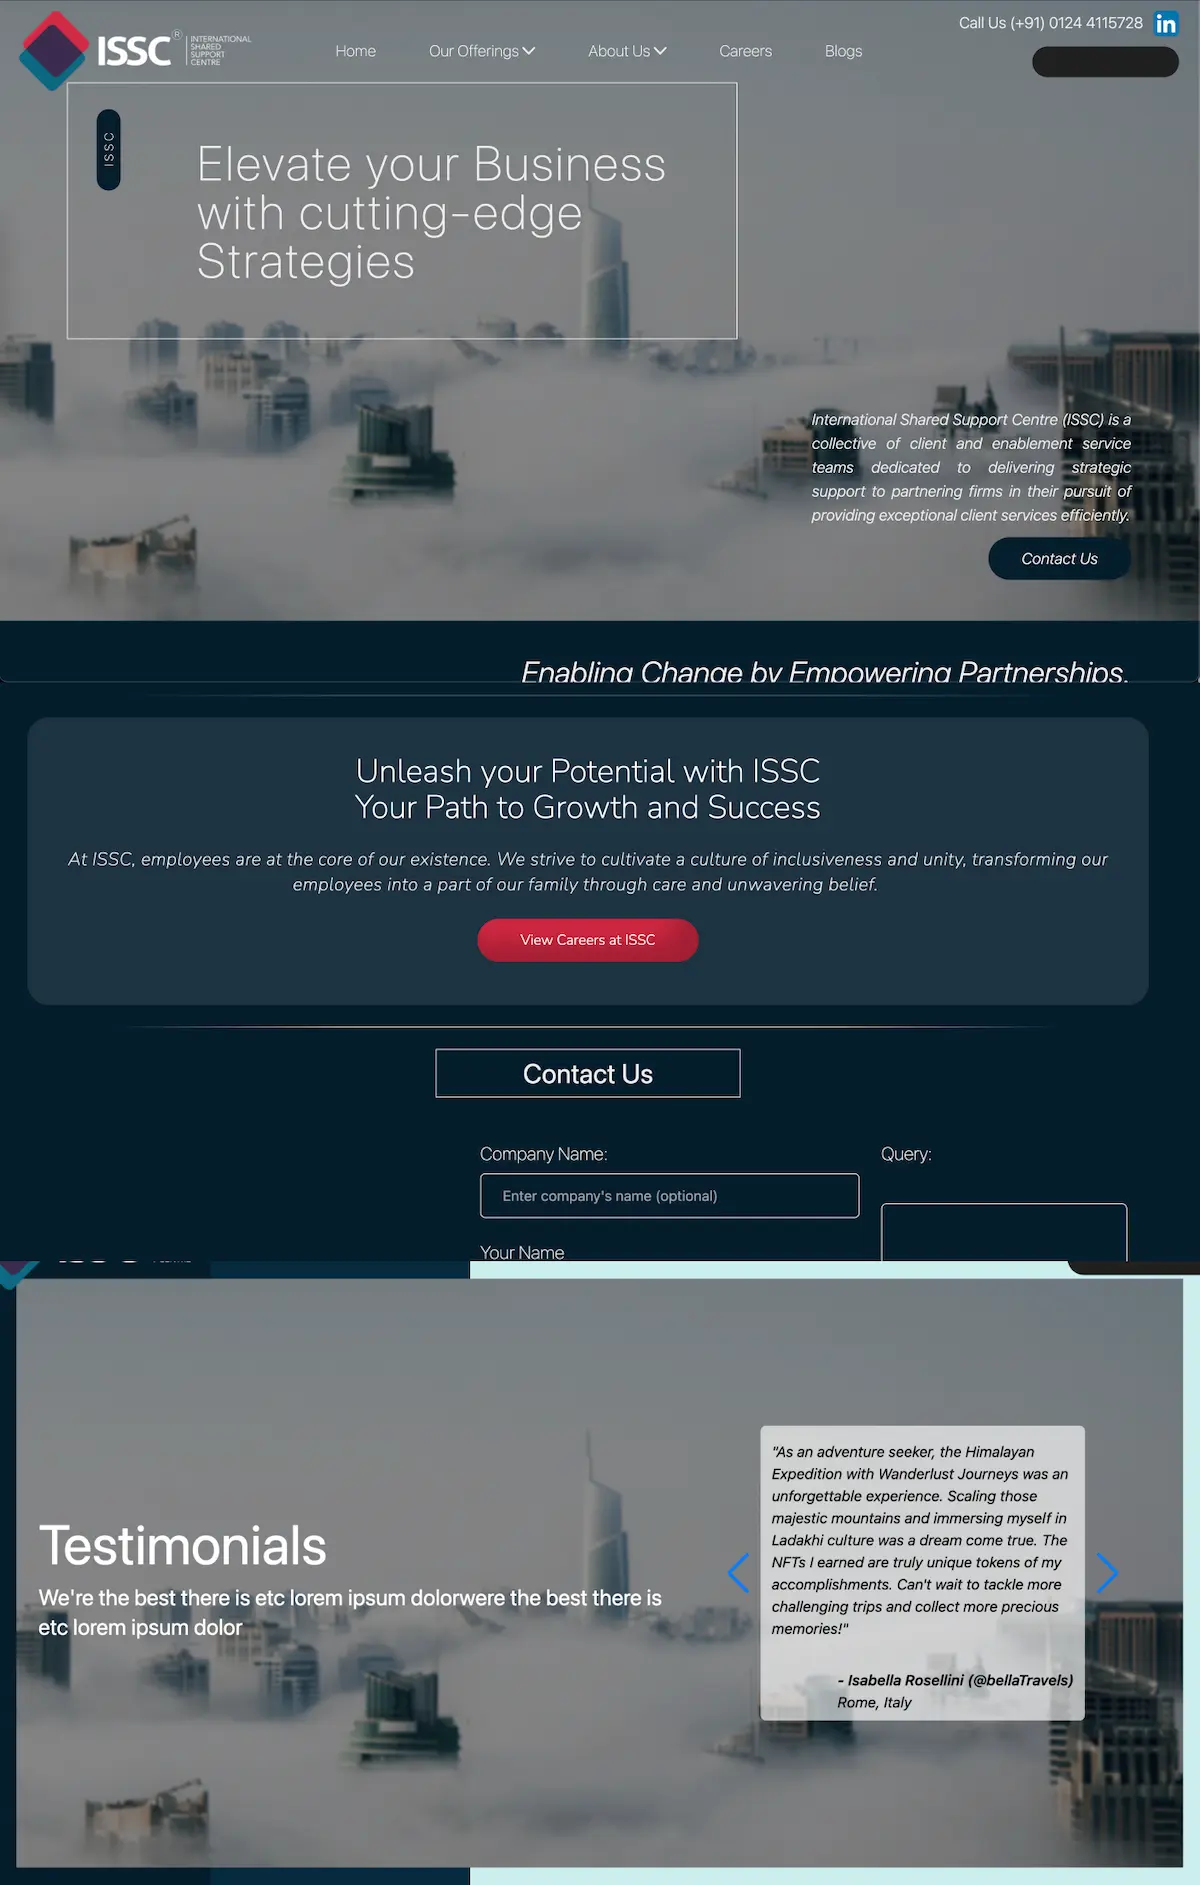 Call Us (+91) 0124 4115728 in
ISSC® INTERNATIONAL
SHARED
SUPPORT
CENTRE
Home Our Offerings About Us Careers Blogs
ISSC
Elevate your Business
with cutting-edge
Strategies
International Shared Support Centre (ISSC) is a
collective of client and enablement service
teams dedicated to delivering strategic
support to partnering firms in their pursuit of
providing exceptional client services efficiently.
Contact Us
Enabling Change by Empowering Partnerships.
Unleash your Potential with ISSC
Your Path to Growth and Success
At ISSC, employees are at the core of our existence. We strive to cultivate a culture of inclusiveness and unity, transforming our
employees into a part of our family through care and unwavering belief.
View Careers at ISSC
Contact Us
Company Name:
Enter company's name (optional)
Your Name
Query:
Testimonials
We're the best there is etc lorem ipsum dolorwere the best there is
etc lorem ipsum dolor
"As an adventure seeker, the Himalayan
Expedition with Wanderlust Journeys was an
unforgettable experience. Scaling those
majestic mountains and immersing myself in
Ladakhi culture was a dream come true. The
NFTs I earned are truly unique tokens of my
accomplishments. Can't wait to tackle more
challenging trips and collect more precious
memories!"
- Isabella Rosellini (@bellaTravels)
Rome, Italy